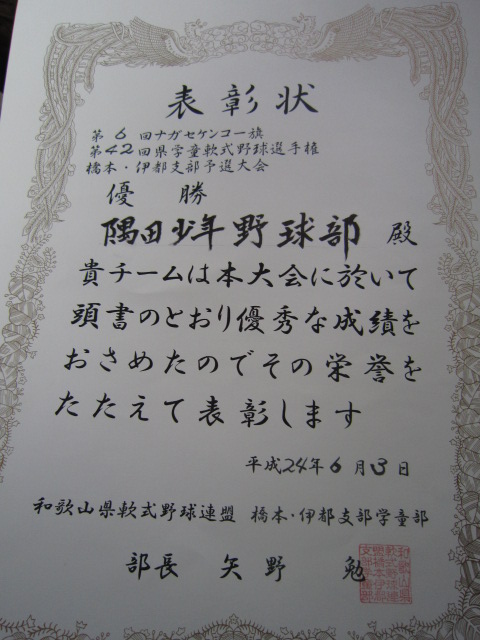 表彰状
第6回ナガセケンコー旗
第42回県学童軟式野球選手権
橋本・伊都支部予選大会
優勝
隅田少年野球部 殿
貴チームは本大会に於いて
頭書のとおり優秀な成績を
おさめたのでその栄誉を
たたえて表彰します
平成24年6月3日
和歌山県軟式野球連盟 橋本・伊都支部学童部
部長 矢野 勉